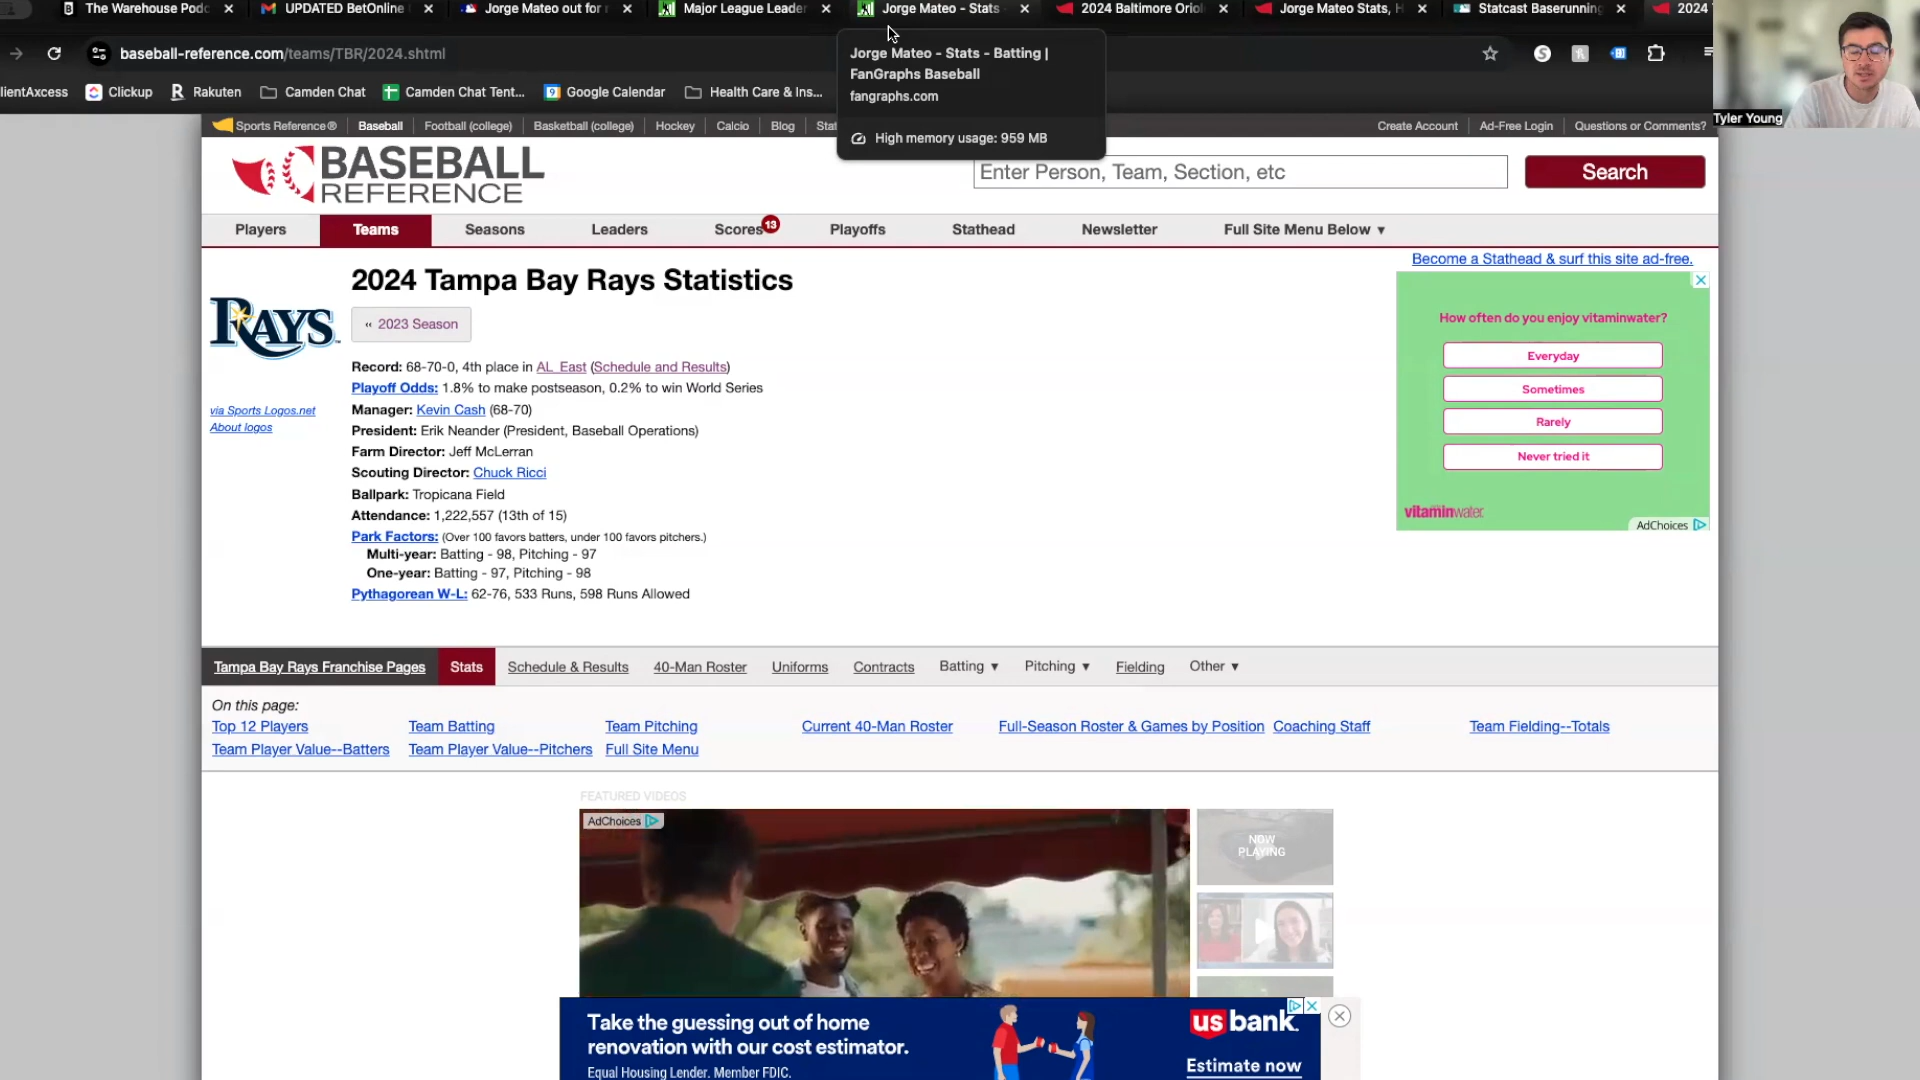 The Warehouse Podc
UPDATED BetOnline
Jorge Mateo out for
Major League Leader
Jorge Mateo - Stats
2024 Baltimore Oriol
Jorge Mateo Stats, H
Statcast Baserunning
2024
baseball-reference.com/teams/TBR/2024.shtml
Jorge Mateo - Stats - Batting |
FanGraphs Baseball
fangraphs.com
High memory usage: 959 MB
Tyler Young
lientAxcess
Clickup
Rakuten
Camden Chat
Camden Chat Tent...
Google Calendar
Health Care & Ins...
Sports Reference®
Baseball
Football (college)
Basketball (college)
Hockey
Calcio
Blog
Stat
Create Account
Ad-Free Login
Questions or Comments?
BASEBALL
REFERENCE
Enter Person, Team, Section, etc
Search
Players
Teams
Seasons
Leaders
Scores 13
Playoffs
Stathead
Newsletter
Full Site Menu Below ▼
Become a Stathead & surf this site ad-free.
2024 Tampa Bay Rays Statistics
RAYS
« 2023 Season
Record: 68-70-0, 4th place in AL_East (Schedule and Results)
Playoff Odds: 1.8% to make postseason, 0.2% to win World Series
Manager: Kevin Cash (68-70)
President: Erik Neander (President, Baseball Operations)
Farm Director: Jeff McLerran
Scouting Director: Chuck Ricci
Ballpark: Tropicana Field
Attendance: 1,222,557 (13th of 15)
Park Factors: (Over 100 favors batters, under 100 favors pitchers.)
Multi-year: Batting - 98, Pitching - 97
One-year: Batting - 97, Pitching - 98
Pythagorean W-L: 62-76, 533 Runs, 598 Runs Allowed
via Sports Logos.net
About logos
How often do you enjoy vitaminwater?
Everyday
Sometimes
Rarely
Never tried it
vitaminwater
AdChoices
Tampa Bay Rays Franchise Pages
Stats
Schedule & Results
40-Man Roster
Uniforms
Contracts
Batting ▼
Pitching ▼
Fielding
Other ▼
On this page:
Top 12 Players
Team Batting
Team Pitching
Current 40-Man Roster
Full-Season Roster & Games by Position
Coaching Staff
Team Fielding--Totals
Team Player Value--Batters
Team Player Value--Pitchers
Full Site Menu
FEATURED VIDEOS
AdChoices
NOW
PLAYING
Take the guessing out of home
renovation with our cost estimator.
Equal Housing Lender. Member FDIC.
us bank.
Estimate now